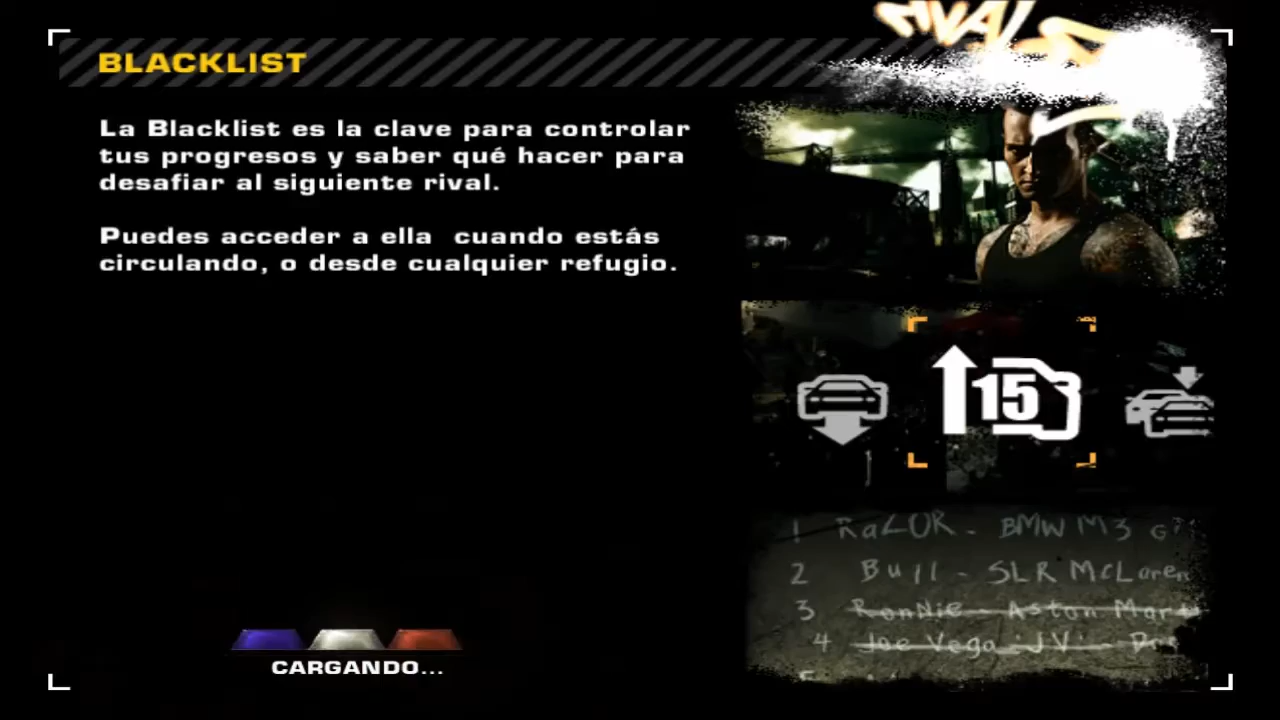 RIVALS
BLACKLIST
La Blacklist es la clave para controlar
tus progresos y saber qué hacer para
desafiar al siguiente rival.
Puedes acceder a ella cuando estás
circulando, o desde cualquier refugio.
15
1 RaZOR - BMW M3
2 Bull - SLR McLaren
3 Ronnie - Aston
4 Joe Vega 'JV'
CARGANDO...